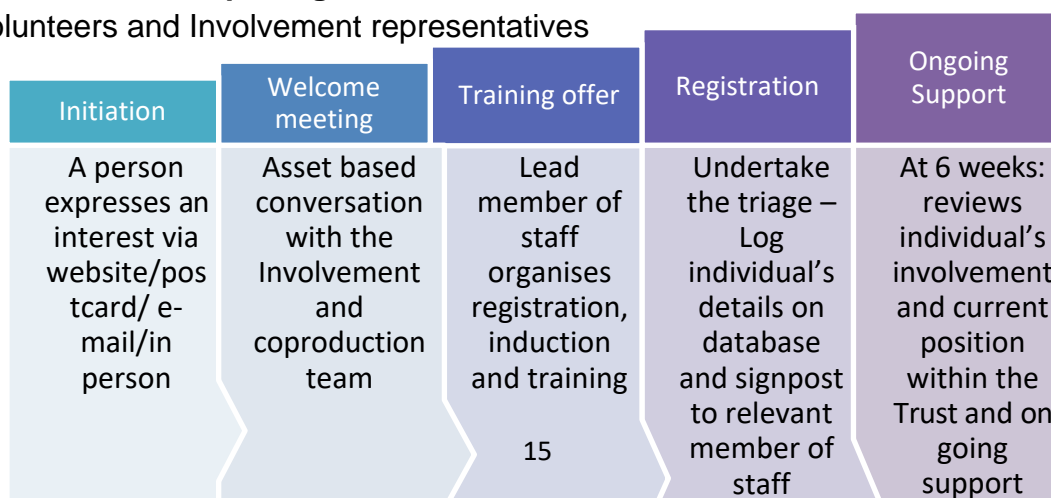 olunteers and Involvement representatives
Initiation
A person
expresses an
interest via
website/pos
tcard/ e-
mail/in
person
Welcome
meeting
Asset based
conversation
with the
Involvement
and
coproduction
team
Training offer
Lead
member of
staff
organises
registration,
induction
and training
Registration
Undertake
the triage –
Log
individual’s
details on
database
and signpost
to relevant
member of
staff
Ongoing
Support
At 6 weeks:
reviews
individual’s
involvement
and current
position
within the
Trust and on
going
support
15